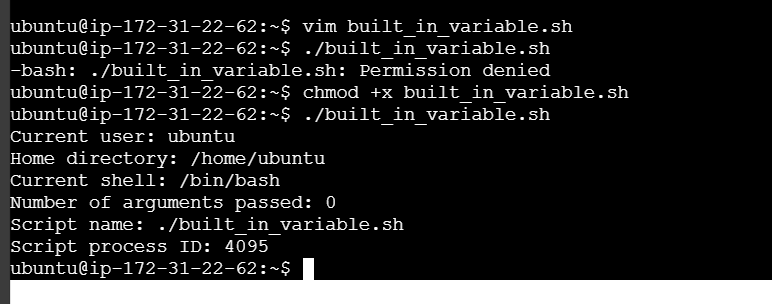 ubuntu@ip-172-31-22-62:~$ vim built_in_variable.sh
ubuntu@ip-172-31-22-62:~$ ./built_in_variable.sh
-bash: ./built_in_variable.sh: Permission denied
ubuntu@ip-172-31-22-62:~$ chmod +x built_in_variable.sh
ubuntu@ip-172-31-22-62:~$ ./built_in_variable.sh
Current user: ubuntu
Home directory: /home/ubuntu
Current shell: /bin/bash
Number of arguments passed: 0
Script name: ./built_in_variable.sh
Script process ID: 4095
ubuntu@ip-172-31-22-62:~$